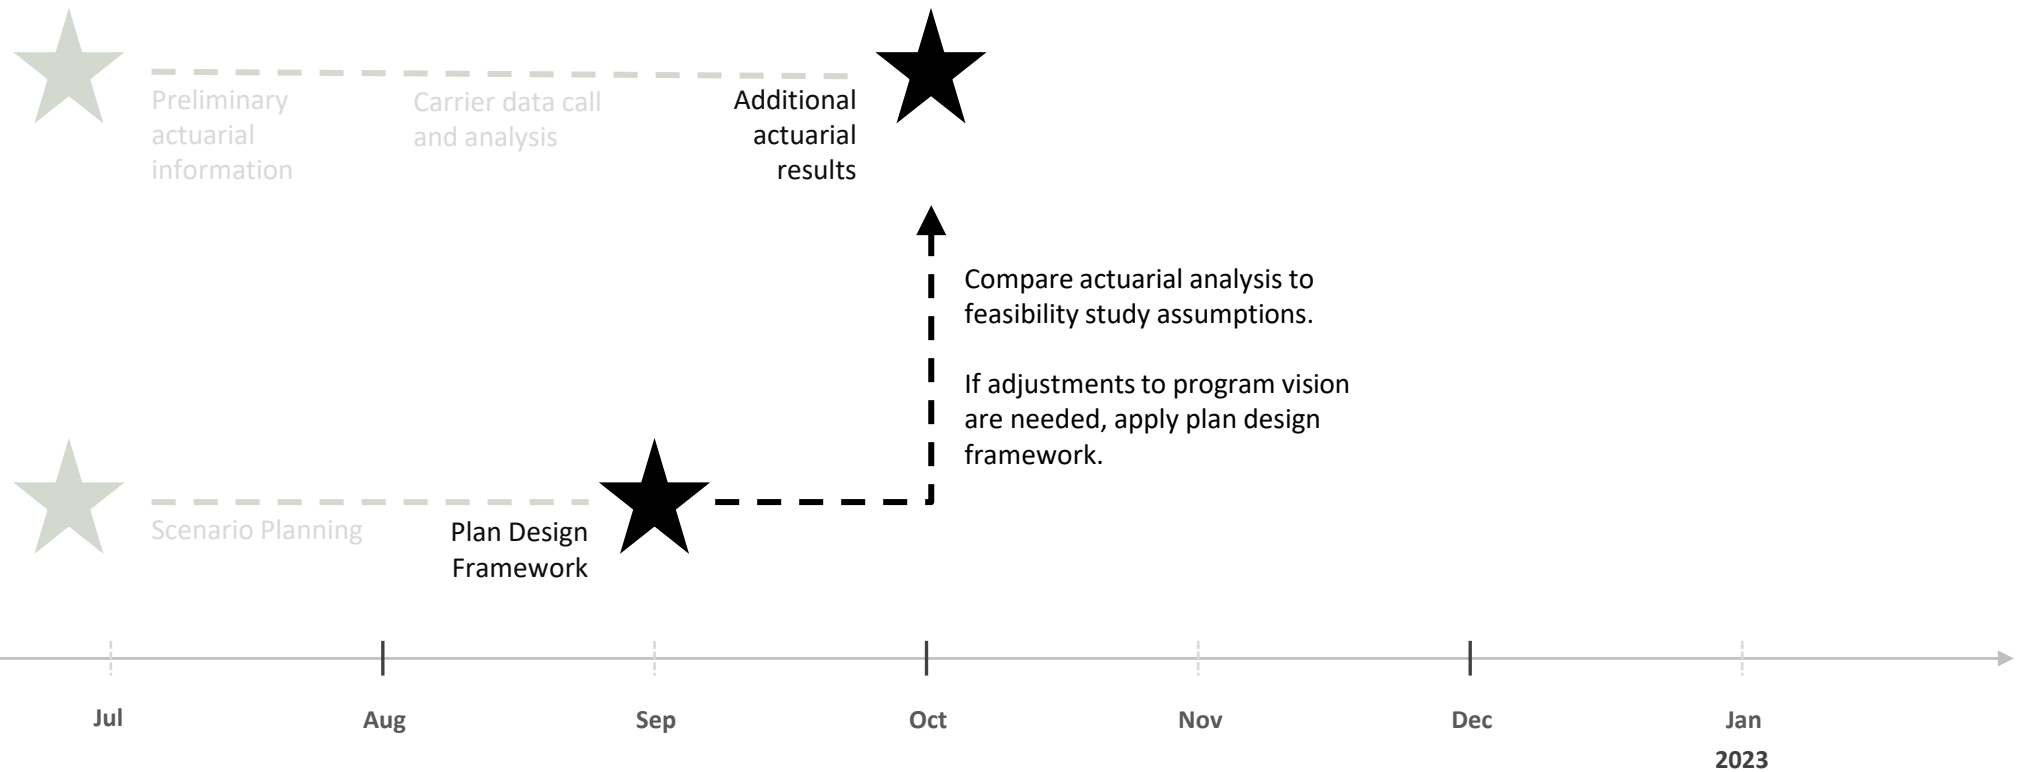 Preliminary
actuarial
information
Carrier data call
and analysis
Additional
actuarial
results
Compare actuarial analysis to
feasibility study assumptions.
If adjustments to program vision
are needed, apply plan design
framework.
Scenario Planning
Plan Design
Framework
Jul
Aug
Sep
Oct
Nov
Dec
Jan
2023